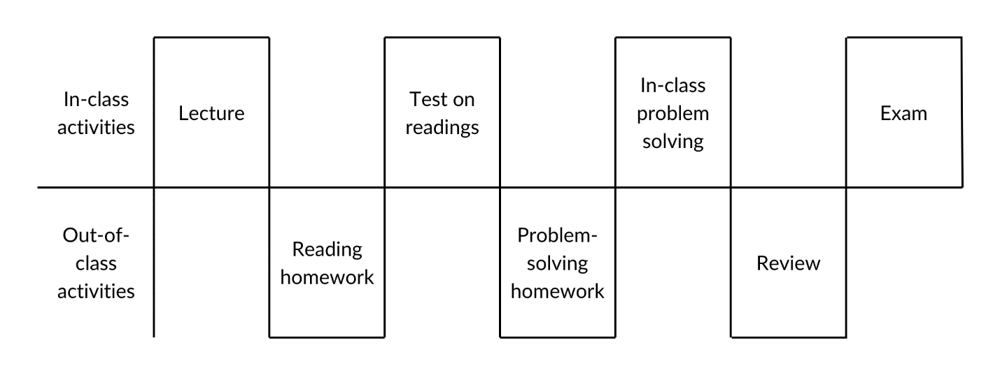 In-class
activities
Lecture
Test on
readings
In-class
problem
solving
Exam
Out-of-
class
activities
Reading
homework
Problem-
solving
homework
Review